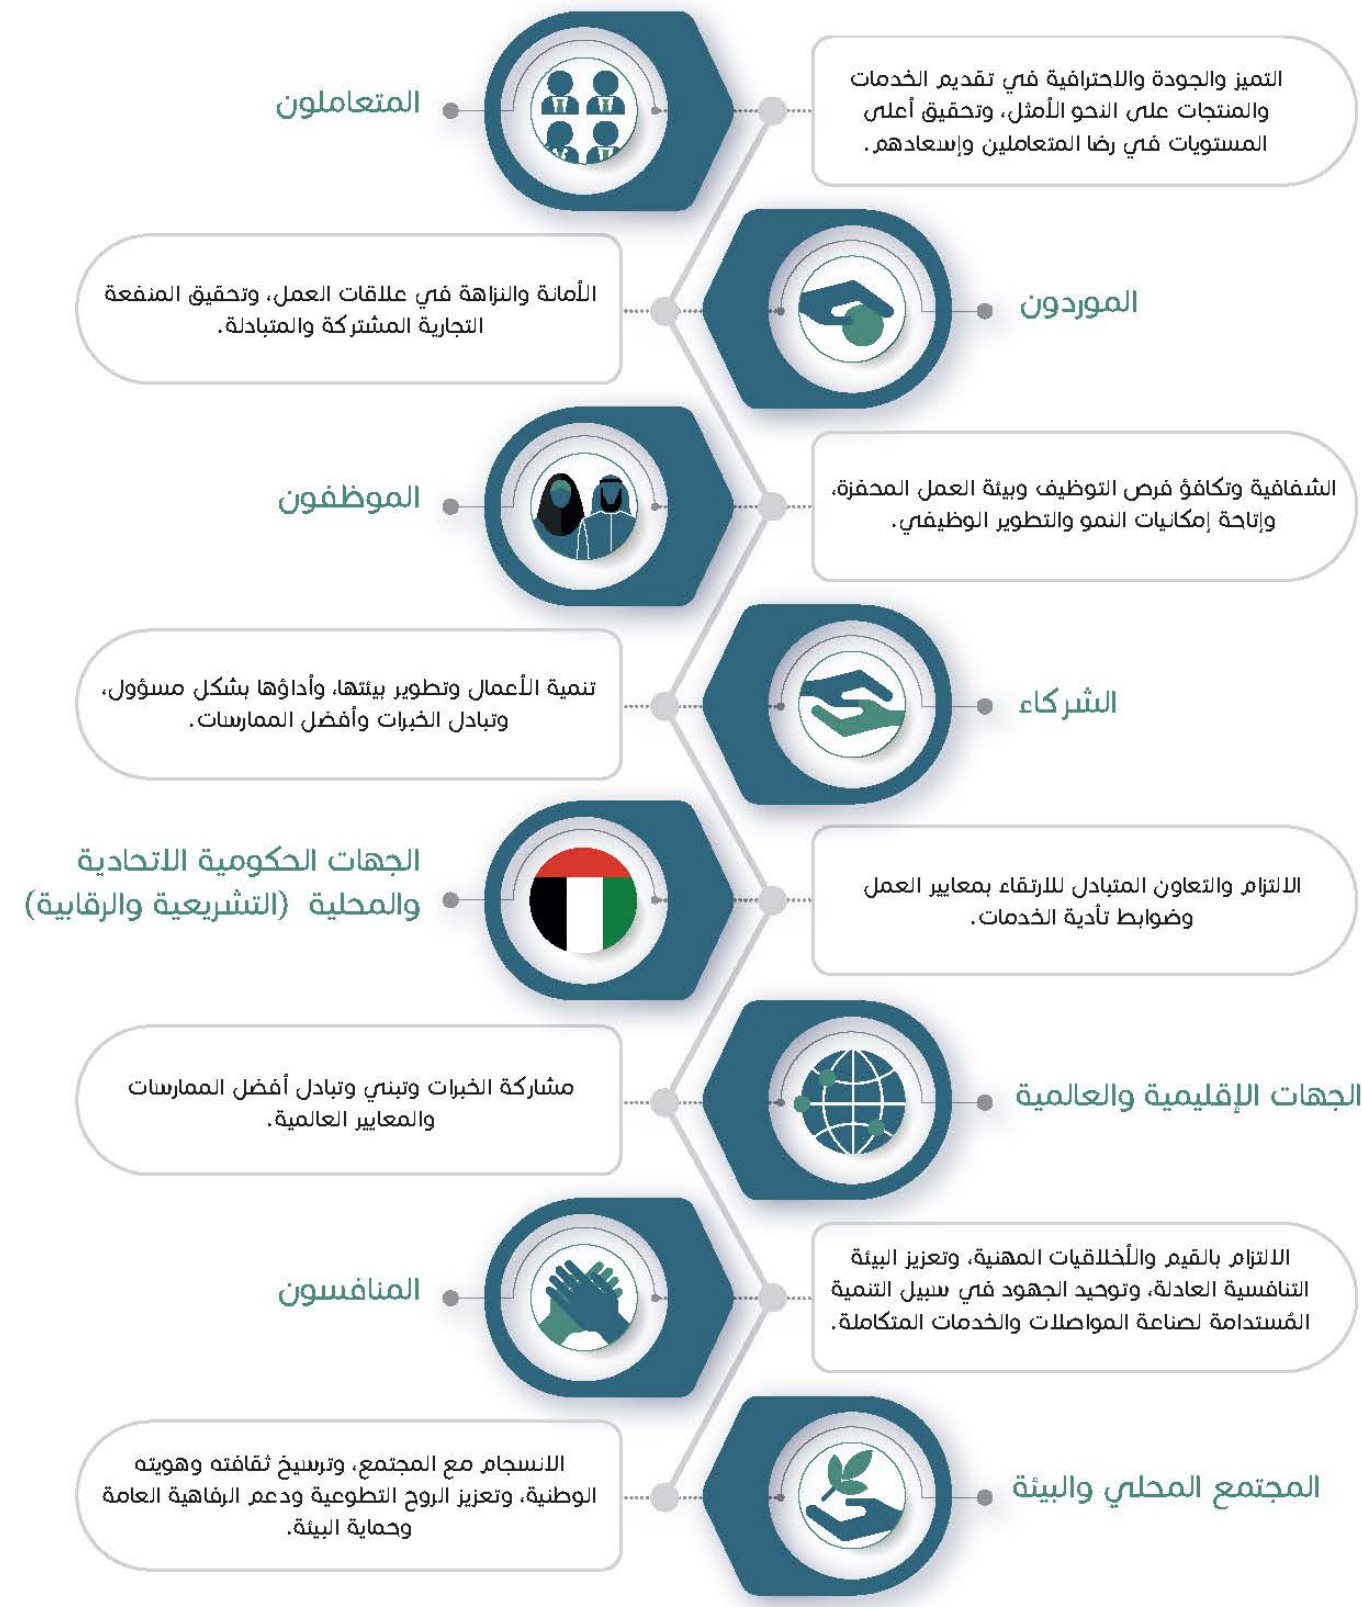 المتعاملون
التميز والجودة والاحترافية في تقديم الخدمات
والمنتجات على النحو الأمثل، وتحقيق أعلى
المستويات في رضا المتعاملين وإسعادهم.
الموردون
الأمانة والنزاهة في علاقات العمل، وتحقيق المنفعة
التجارية المشتركة والمتبادلة.
الموظفون
الشفافية وتكافؤ فرص التوظيف وبيئة العمل المحفزة،
وإتاحة إمكانيات النمو والتطوير الوظيفي.
الشركاء
تنمية الأعمال وتطوير بيئتها، وأداؤها بشكل مسؤول،
وتبادل الخبرات وأفضل الممارسات.
الجهات الحكومية الاتحادية
والمحلية (التشريعية والرقابية)
الالتزام والتعاون المتبادل للارتقاء بمعايير العمل
وضوابط تأدية الخدمات.
الجهات الإقليمية والعالمية
مشاركة الخبرات وتبني وتبادل أفضل الممارسات
والمعايير العالمية.
المنافسون
الالتزام بالقيم والأخلاقيات المهنية، وتعزيز البيئة
التنافسية العادلة، وتوحيد الجهود في سبيل التنمية
المُستدامة لصناعة المواصلات والخدمات المتكاملة.
المجتمع المحلي والبيئة
الانسجام مع المجتمع، وترسيخ ثقافته وهويته
الوطنية، وتعزيز الروح التطوعية ودعم الرفاهية العامة
وحماية البيئة.